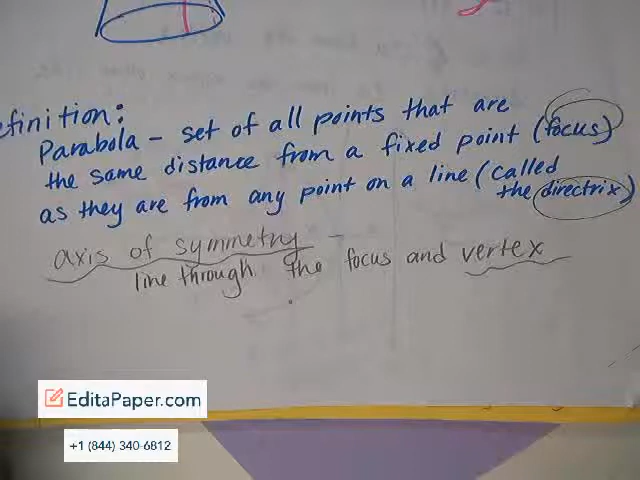 efinition:
Parabola - set of all points that are
the same distance from a fixed point (focus)
as they are from any point on a line (called
the directrix)
axis of symmetry -
line through the focus and vertex
EditaPaper.com
+1 (844) 340-6812